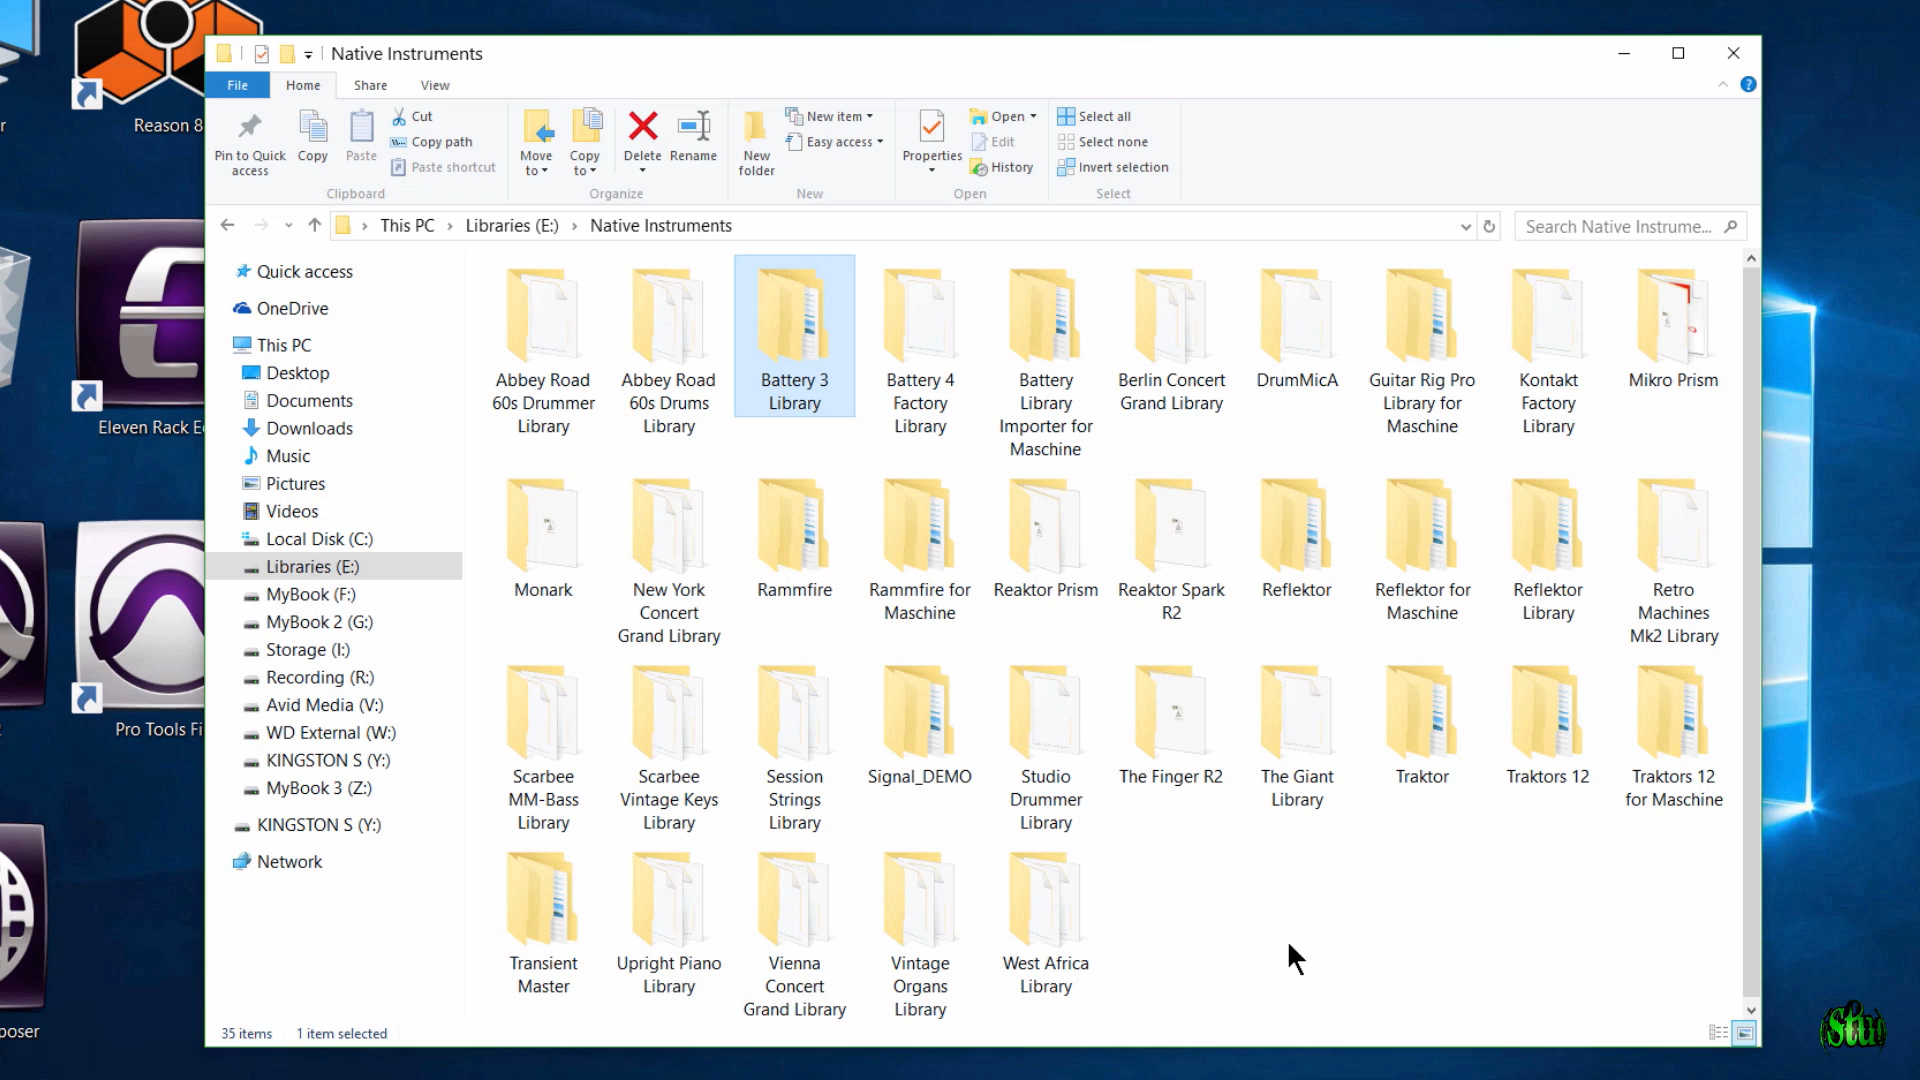 Native Instruments
File Home Share View
Pin to Quick access
Copy
Paste
Cut
Copy path
Paste shortcut
Clipboard
Move to
Copy to
Delete
Rename
Organize
New folder
New item
Easy access
New
Properties
Open
Edit
History
Open
Select all
Select none
Invert selection
Select
This PC > Libraries (E:) > Native Instruments
Search Native Instrume...
Quick access
OneDrive
This PC
Desktop
Documents
Downloads
Music
Pictures
Videos
Local Disk (C:)
Libraries (E:)
MyBook (F:)
MyBook 2 (G:)
Storage (I:)
Recording (R:)
Avid Media (V:)
WD External (W:)
KINGSTON S (Y:)
MyBook 3 (Z:)
KINGSTON S (Y:)
Network
Abbey Road 60s Drummer Library
Abbey Road 60s Drums Library
Battery 3 Library
Battery 4 Factory Library
Battery Library Importer for Maschine
Berlin Concert Grand Library
DrumMicA
Guitar Rig Pro Library for Maschine
Kontakt Factory Library
Mikro Prism
Monark
New York Concert Grand Library
Rammfire
Rammfire for Maschine
Reaktor Prism
Reaktor Spark R2
Reflektor
Reflektor for Maschine
Reflektor Library
Retro Machines Mk2 Library
Scarbee MM-Bass Library
Scarbee Vintage Keys Library
Session Strings Library
Signal_DEMO
Studio Drummer Library
The Finger R2
The Giant Library
Traktor
Traktors 12
Traktors 12 for Maschine
Transient Master
Upright Piano Library
Vienna Concert Grand Library
Vintage Organs Library
West Africa Library
35 items 1 item selected
Reason 8
Eleven Rack E
Pro Tools Fi
poser
Stu